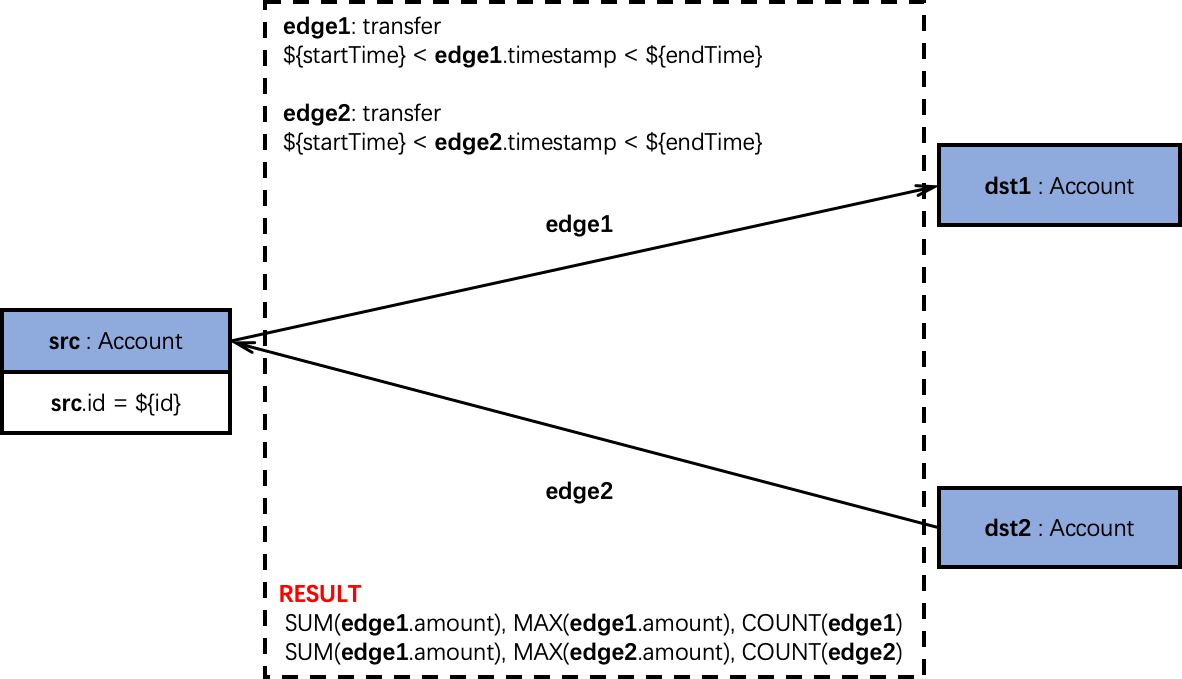 edge1: transfer
${startTime} < edge1.timestamp < ${endTime}
edge2: transfer
${startTime} < edge2.timestamp < ${endTime}
dst1 : Account
edge1
src : Account
src.id = ${id}
edge2
dst2 : Account
RESULT
SUM(edge1.amount), MAX(edge1.amount), COUNT(edge1)
SUM(edge1.amount), MAX(edge2.amount), COUNT(edge2)